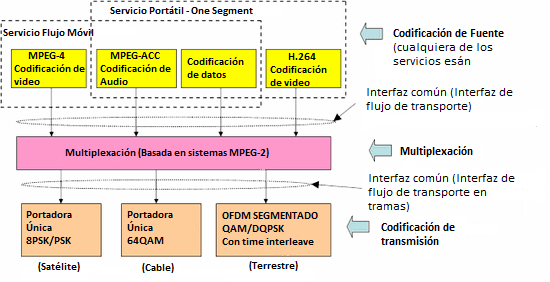 Servicio Portátil - One Segment
Servicio Flujo Móvil
MPEG-4
Codificación de
video
MPEG-ACC
Codificación de
Audio
Codificación
de datos
H.264
Codificación de
video
Codificación de Fuente
(cualquiera de los
servicios esán
Interfaz común (Interfaz de
flujo de transporte)
Multiplexación (Basada en sistemas MPEG-2)
Multiplexación
Interfaz común (Interfaz de
flujo de transporte en
tramas)
Portadora
Única
8PSK/PSK
Portadora
Única
64QAM
OFDM SEGMENTADO
QAM/DQPSK
Con time interleave
Codificación de
transmisión
(Satélite)
(Cable)
(Terrestre)